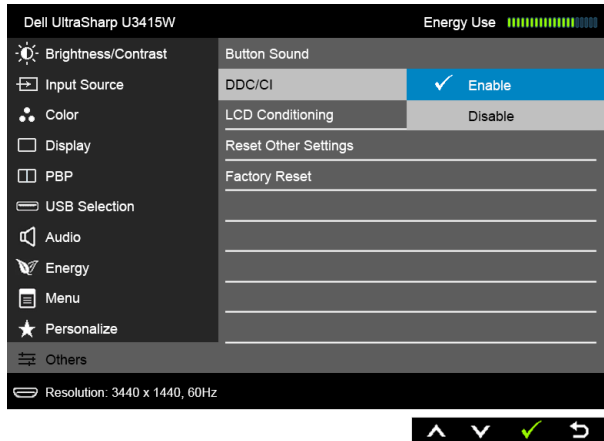 Dell UltraSharp U3415W
Energy Use
Brightness/Contrast
Button Sound
Input Source
DDC/CI
Enable
Color
LCD Conditioning
Disable
Display
Reset Other Settings
PBP
Factory Reset
USB Selection
Audio
Energy
Menu
Personalize
Others
Resolution: 3440 x 1440, 60Hz